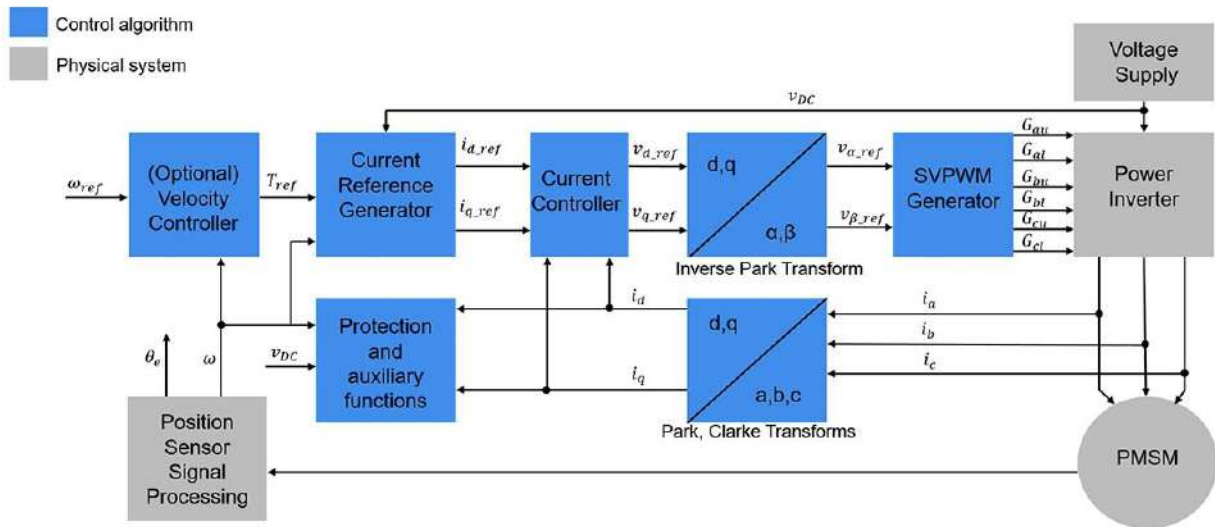 Control algorithm
Physical system
Voltage
Supply
v_DC
ω_ref
(Optional)
Velocity
Controller
T_ref
Current
Reference
Generator
i_d_ref
i_q_ref
Current
Controller
v_d_ref
v_q_ref
d,q
α,β
Inverse Park Transform
v_α_ref
v_β_ref
SVPWM
Generator
G_au
G_al
G_bu
G_bl
G_cu
G_cl
Power
Inverter
θ_e
ω
v_DC
Protection
and
auxiliary
functions
i_d
i_q
d,q
a,b,c
Park, Clarke Transforms
i_a
i_b
i_c
Position
Sensor
Signal
Processing
PMSM